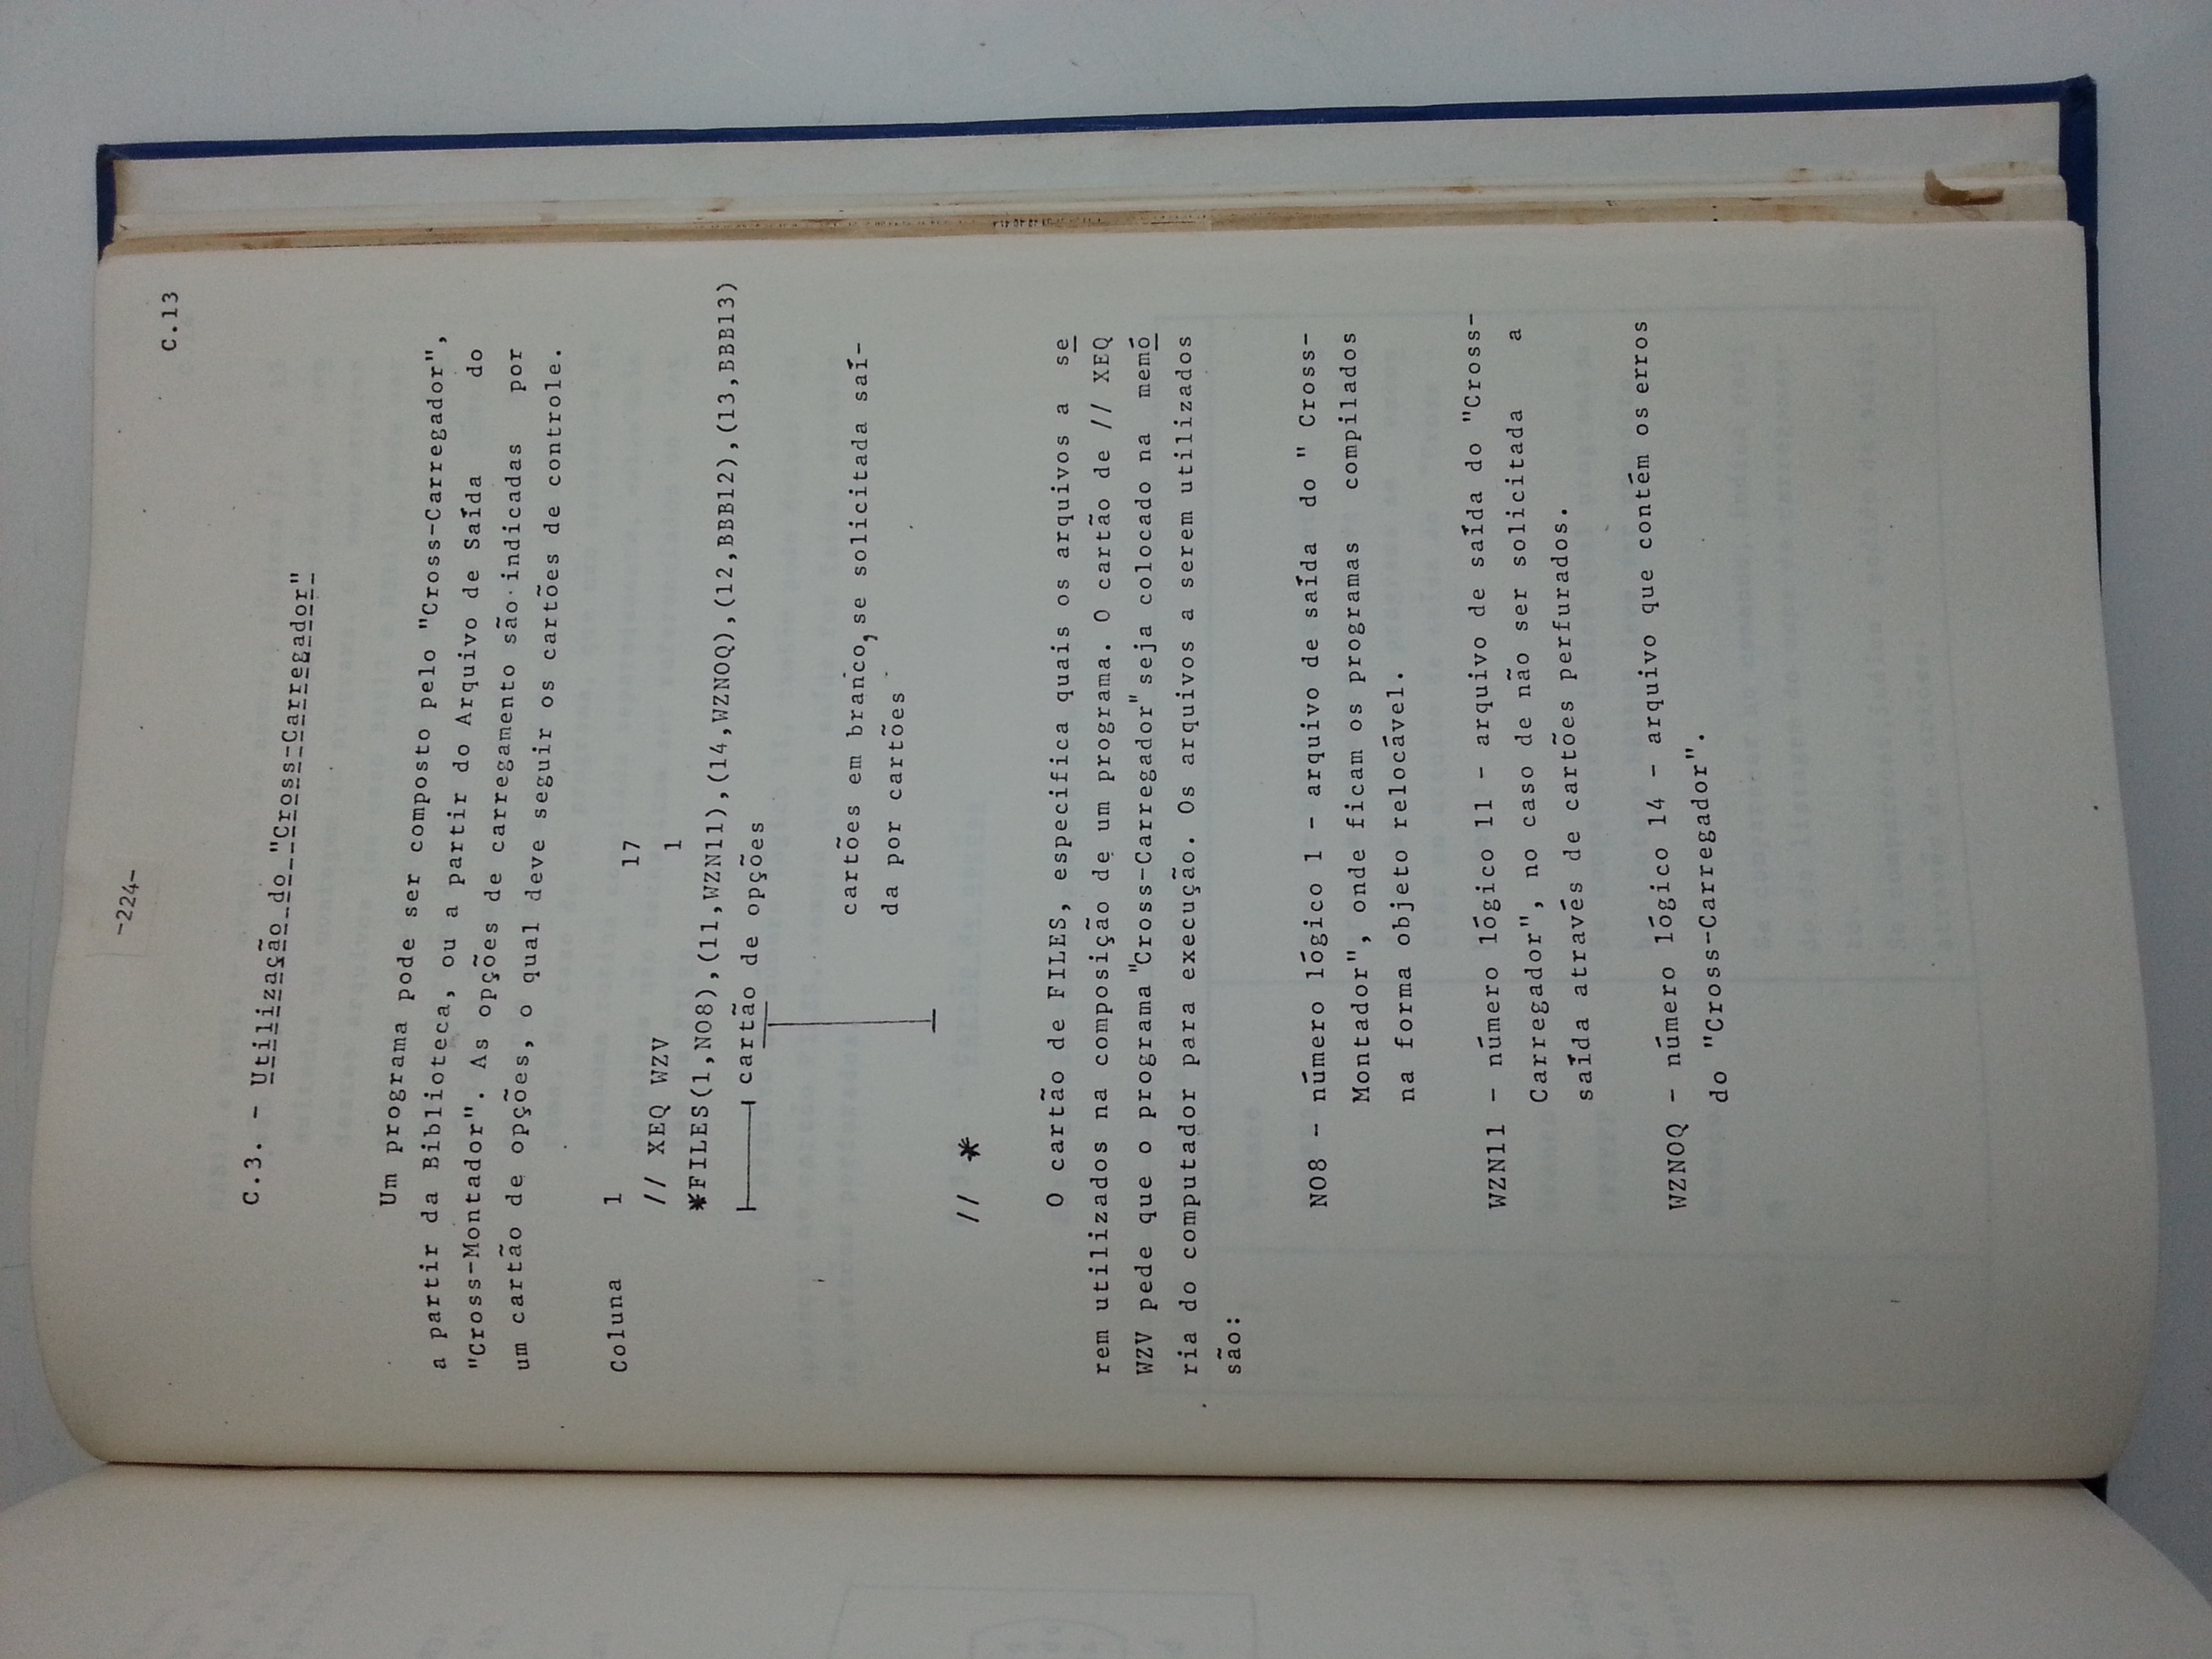 -224-
C.13
C.3. - Utilização do "Cross-Carregador"
Um programa pode ser composto pelo "Cross-Carregador",
a partir da Biblioteca, ou a partir do Arquivo de Saída do
"Cross-Montador". As opções de carregamento são indicadas por
um cartão de opções, o qual deve seguir os cartões de controle.
Coluna 1 17
// XEQ WZV 1
*FILES(1,NO8),(11,WZN11),(14,WZNOQ),(12,BBB12),(13,BBB13)
cartão de opções
cartões em branco, se solicitada saí-
da por cartões
// *
O cartão de FILES, especifica quais os arquivos a se
rem utilizados na composição de um programa. O cartão de // XEQ
WZV pede que o programa "Cross-Carregador" seja colocado na memó
ria do computador para execução. Os arquivos a serem utilizados
são:
NO8 - número lógico 1 - arquivo de saída do " Cross-
Montador", onde ficam os programas compilados
na forma objeto relocável.
WZN11 - número lógico 11 - arquivo de saída do "Cross-
Carregador", no caso de não ser solicitada a
saída através de cartões perfurados.
WZNOQ - número lógico 14 - arquivo que contém os erros
do "Cross-Carregador".